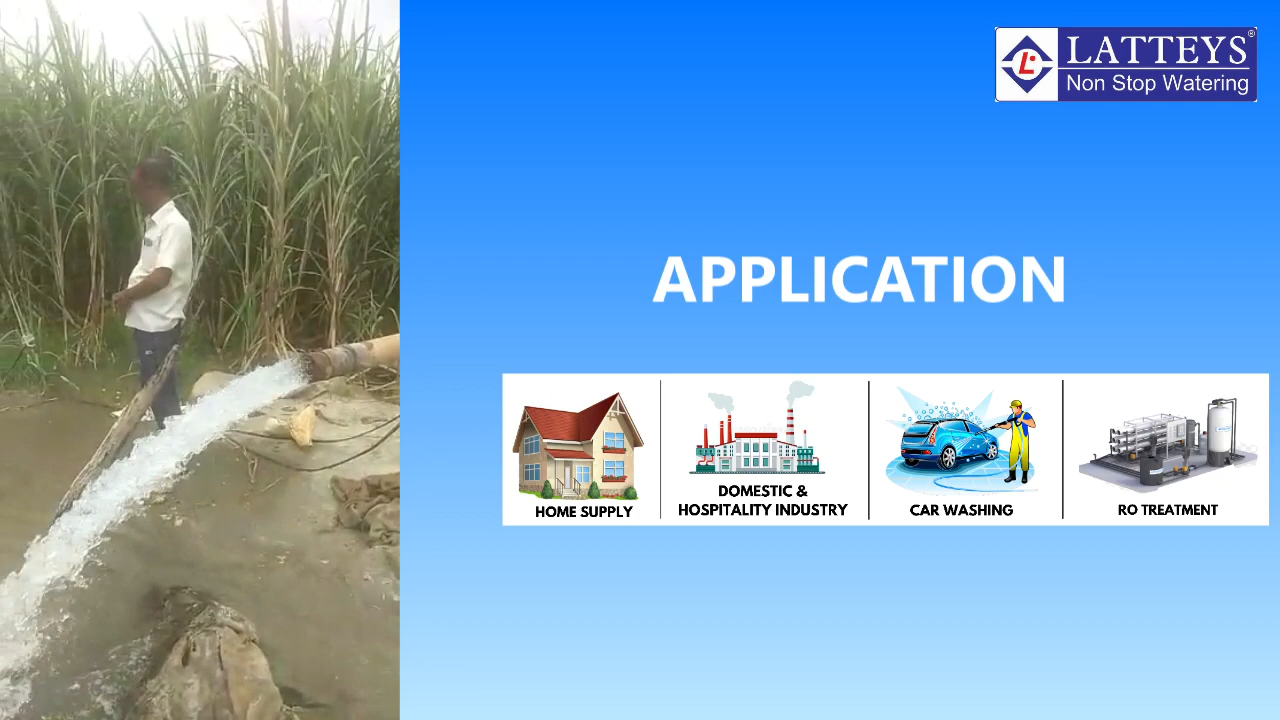 LATTEYS®
Non Stop Watering
APPLICATION
HOME SUPPLY
DOMESTIC &
HOSPITALITY INDUSTRY
CAR WASHING
RO TREATMENT